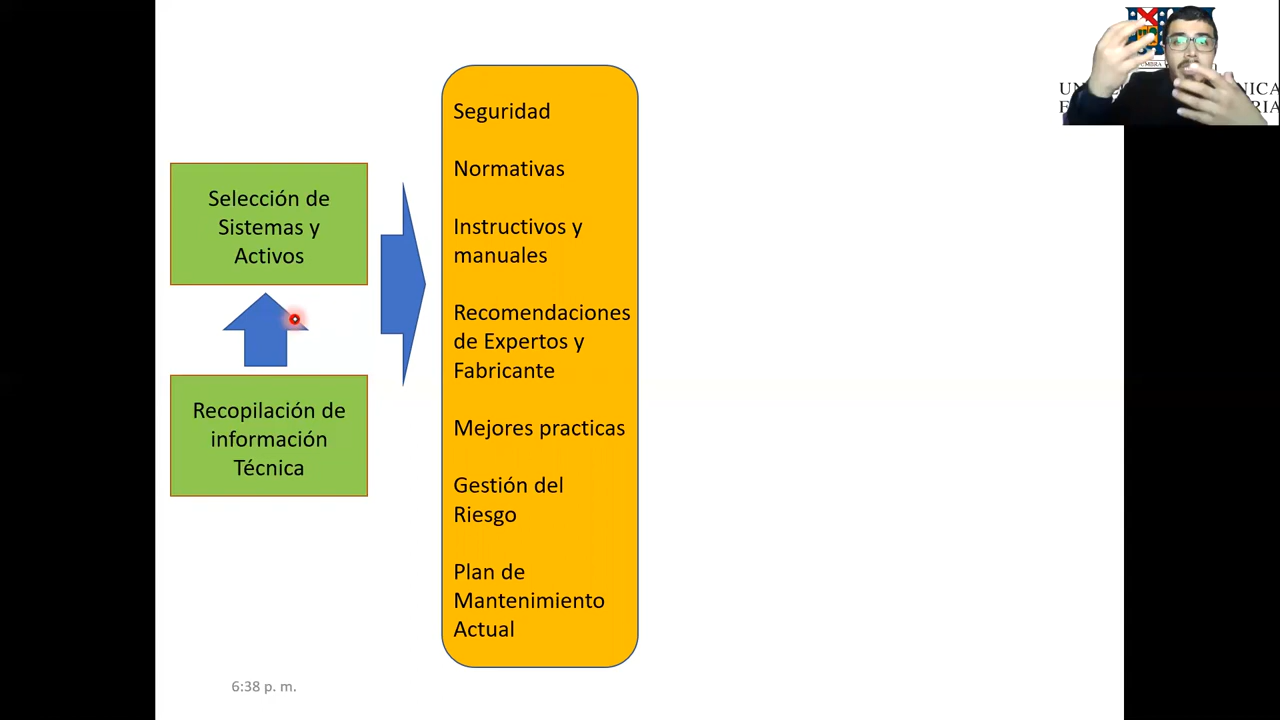 Seguridad
Normativas
Selección de
Sistemas y
Activos
Instructivos y
manuales
Recomendaciones
de Expertos y
Fabricante
Recopilación de
información
Técnica
Mejores practicas
Gestión del
Riesgo
Plan de
Mantenimiento
Actual
6:38 p. m.